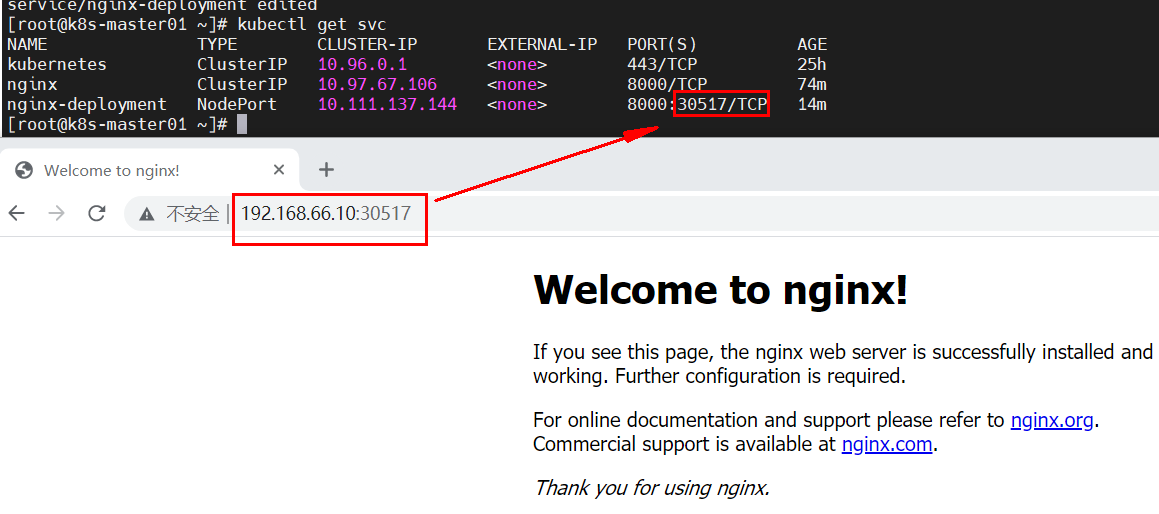 service/nginx-deployment edited
[root@k8s-master01 ~]# kubectl get svc
NAME TYPE CLUSTER-IP EXTERNAL-IP PORT(S) AGE
kubernetes ClusterIP 10.96.0.1 <none> 443/TCP 25h
nginx ClusterIP 10.97.67.106 <none> 8000/TCP 74m
nginx-deployment NodePort 10.111.137.144 <none> 8000:30517/TCP 14m
[root@k8s-master01 ~]#
Welcome to nginx!
不安全 | 192.168.66.10:30517
Welcome to nginx!
If you see this page, the nginx web server is successfully installed and
working. Further configuration is required.
For online documentation and support please refer to nginx.org.
Commercial support is available at nginx.com.
Thank you for using nginx.